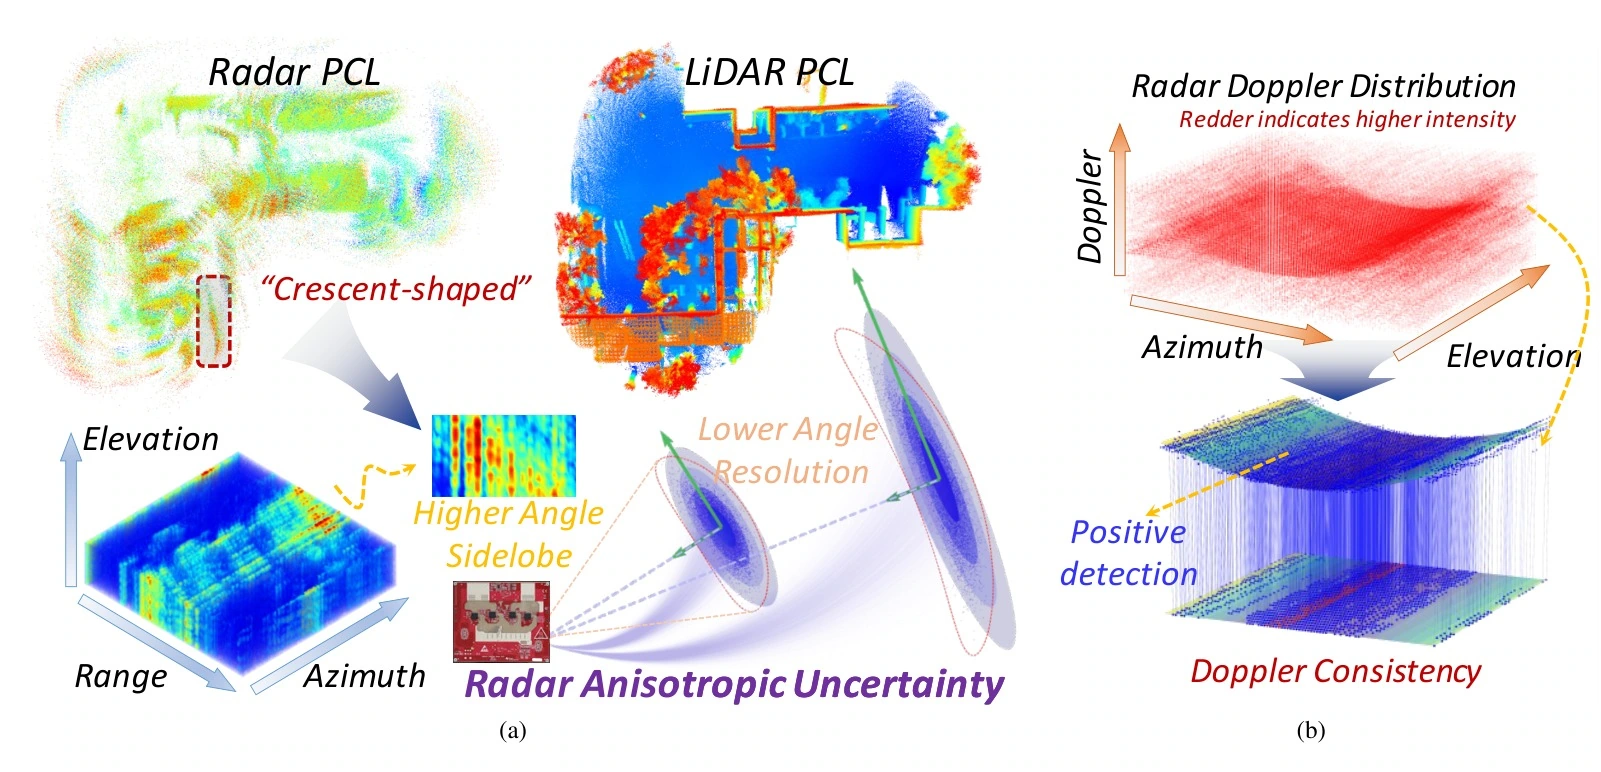 Radar PCL
LiDAR PCL
“Crescent-shaped”
Elevation
Range
Azimuth
Higher Angle
Sidelobe
Lower Angle
Resolution
Radar Anisotropic Uncertainty
(a)
Radar Doppler Distribution
Redder indicates higher intensity
Doppler
Azimuth
Elevation
Positive
detection
Doppler Consistency
(b)